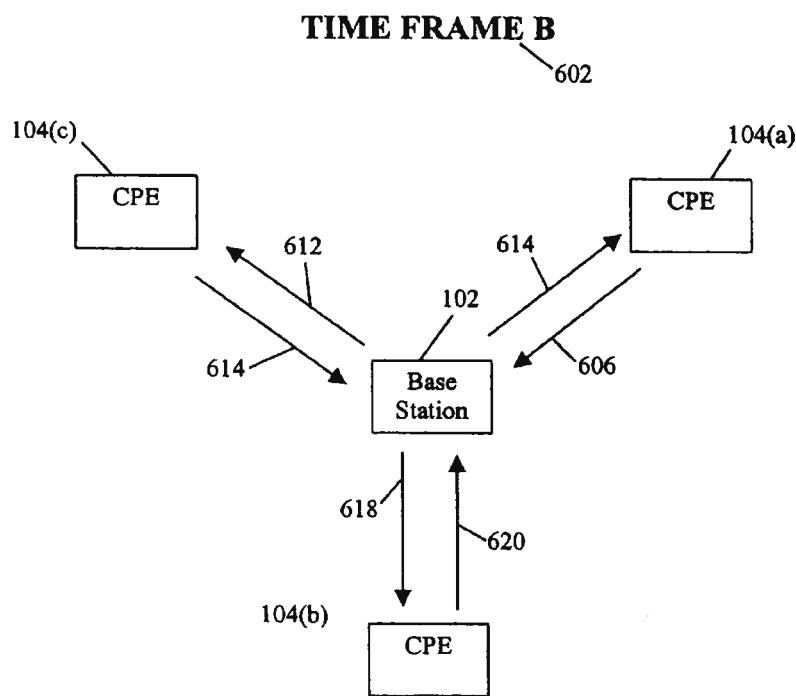 TIME FRAME B
602
104(c)
104(a)
CPE
CPE
612
614
102
614
606
Base
Station
618
620
104(b)
CPE